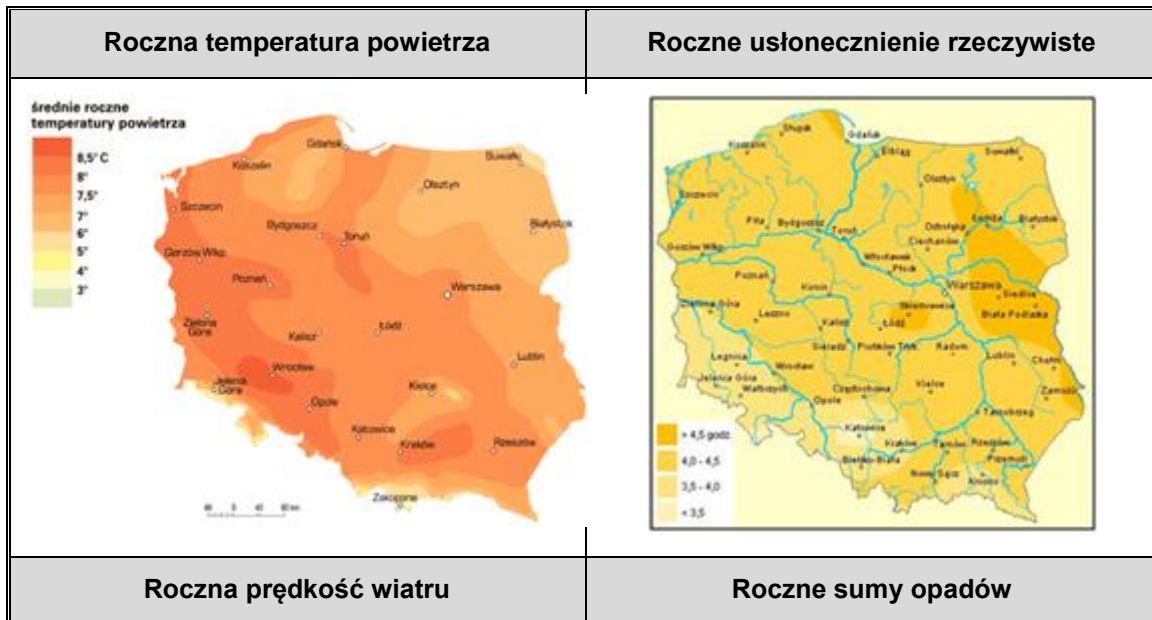 Roczna temperatura powietrza
Roczne usłonecznienie rzeczywiste
średnie roczne
temperatury powietrza
8,5° C
8°
7,5°
7°
6°
5°
4°
3°
Gdańsk
Koszalin
Suwałki
Olsztyn
Szczecin
Białystok
Bydgoszcz
Toruń
Gorzów Wlkp.
Poznań
Warszawa
Zielona
Góra
Kalisz
Łódź
Lublin
Wrocław
Jelenia
Góra
Kielce
Opole
Katowice
Kraków
Rzeszów
Zakopane
Słupsk
Gdańsk
Koszalin
Elbląg
Suwałki
Olsztyn
Szczecin
Łomża
Białystok
Piła
Bydgoszcz
Ostrołęka
Toruń
Ciechanów
Gorzów Wlkp.
Włocławek
Płock
Poznań
Konin
Warszawa
Siedlce
Zielona Góra
Skierniewice
Biała Podlaska
Leszno
Kalisz
Łódź
Sieradz
Piotrków Tryb.
Radom
Lublin
Chełm
Legnica
Wrocław
Jelenia Góra
Wałbrzych
Częstochowa
Kielce
Zamość
Opole
Tarnobrzeg
Katowice
Kraków
Tarnów
Rzeszów
Bielsko-Biała
Przemyśl
Nowy Sącz
Krosno
> 4,5 godz.
4,0 - 4,5
3,5 - 4,0
< 3,5
Roczna prędkość wiatru
Roczne sumy opadów